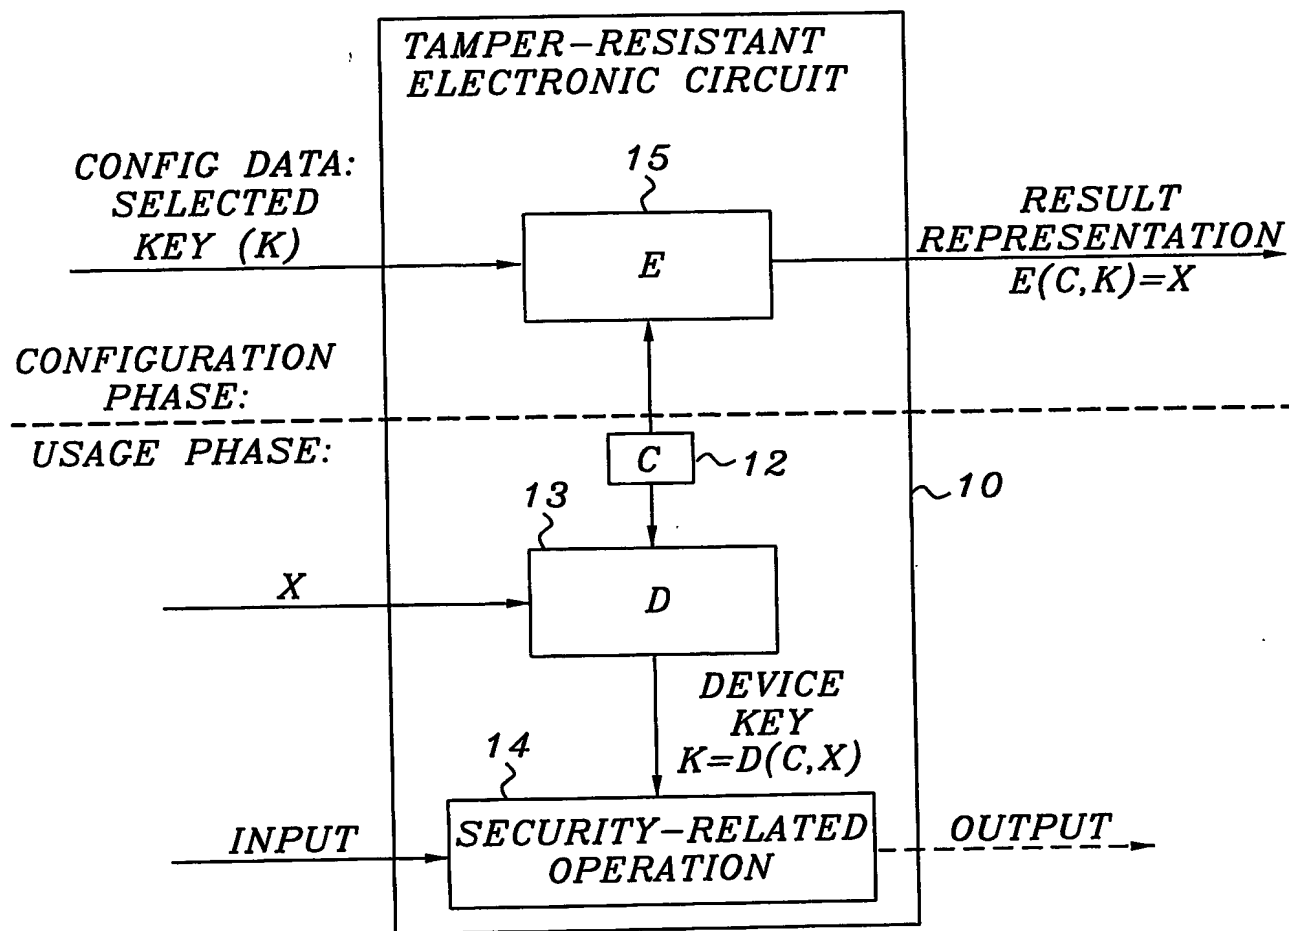 TAMPER-RESISTANT
ELECTRONIC CIRCUIT
CONFIG DATA:
SELECTED
KEY (K)
15
E
RESULT
REPRESENTATION
E(C,K)=X
CONFIGURATION
PHASE:
USAGE PHASE:
C
12
10
13
X
D
DEVICE
KEY
K=D(C,X)
14
INPUT
SECURITY-RELATED
OPERATION
OUTPUT